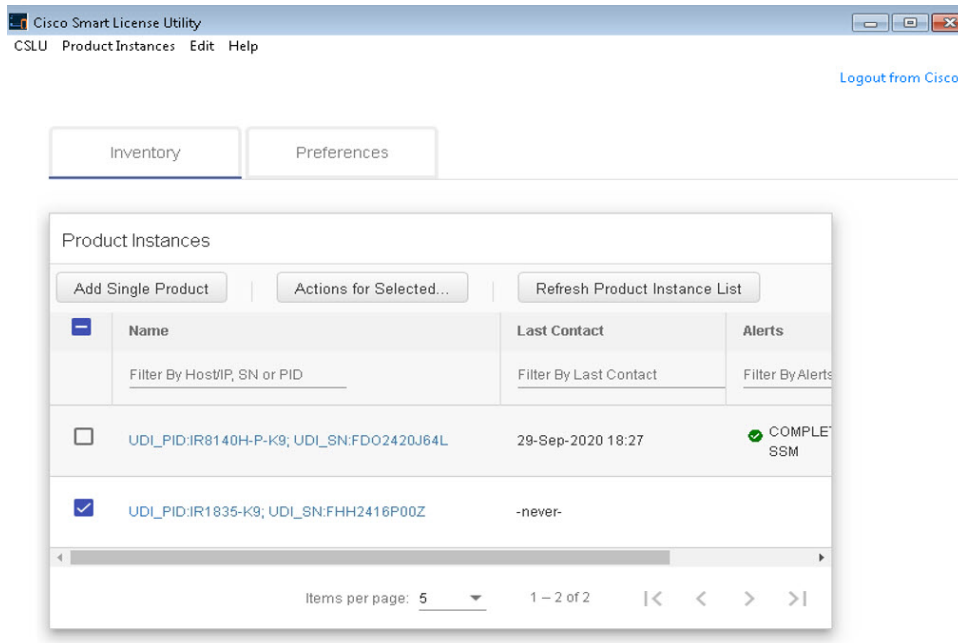 Cisco Smart License Utility
CSLU Product Instances Edit Help
Logout from Cisco
Inventory Preferences
Product Instances
Add Single Product Actions for Selected... Refresh Product Instance List
Name Last Contact Alerts
Filter By Host/IP, SN or PID Filter By Last Contact Filter By Alerts
UDI_PID:IR8140H-P-K9; UDI_SN:FDO2420J64L 29-Sep-2020 18:27 COMPLET
SSM
UDI_PID:IR1835-K9; UDI_SN:FHH2416P00Z -never-
Items per page: 5 1 – 2 of 2